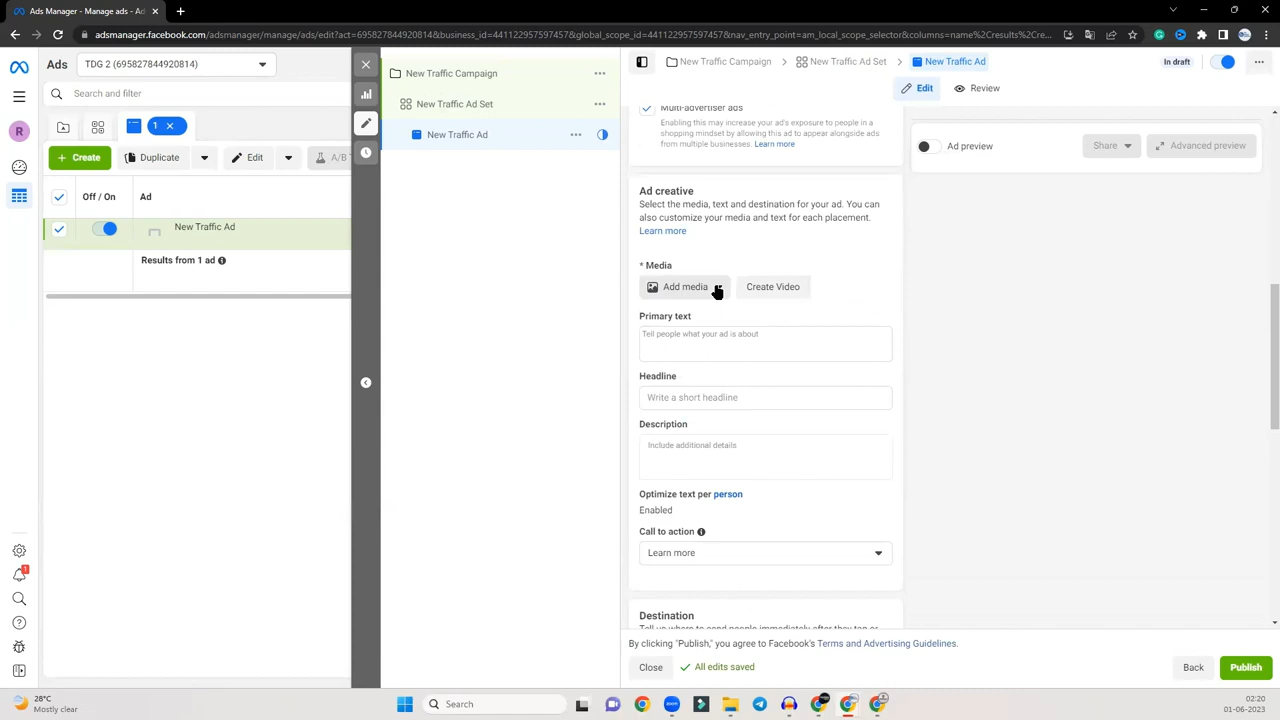 Meta Ads Manager - Manage ads
adsmanager.facebook.com/adsmanager/manage/ads/edit?act=695827844920814&business_id=441122957597457&global_scope_id=441122957597457&nav_entry_point=am_local_scope_selector&columns=name%2Cresults%2Cre...
Ads
TDG 2 (695827844920814)
New Traffic Campaign
New Traffic Campaign
New Traffic Ad Set
New Traffic Ad
In draft
Edit
Review
Search and filter
New Traffic Ad Set
R
1
New Traffic Ad
Create
Duplicate
Edit
A/B
Off / On
Ad
New Traffic Ad
Results from 1 ad
Multi-advertiser ads
Enabling this may increase your ad's exposure to people in a
shopping mindset by allowing this ad to appear alongside ads
from multiple businesses. Learn more
Ad preview
Share
Advanced preview
Ad creative
Select the media, text and destination for your ad. You can
also customize your media and text for each placement.
Learn more
* Media
Add media
Create Video
Primary text
Tell people what your ad is about
Headline
Write a short headline
Description
Include additional details
Optimize text per person
Enabled
Call to action
Learn more
Destination
By clicking "Publish," you agree to Facebook's Terms and Advertising Guidelines.
Close
All edits saved
Back
Publish
28°C
Mostly clear
Search
02:20
01-06-2023